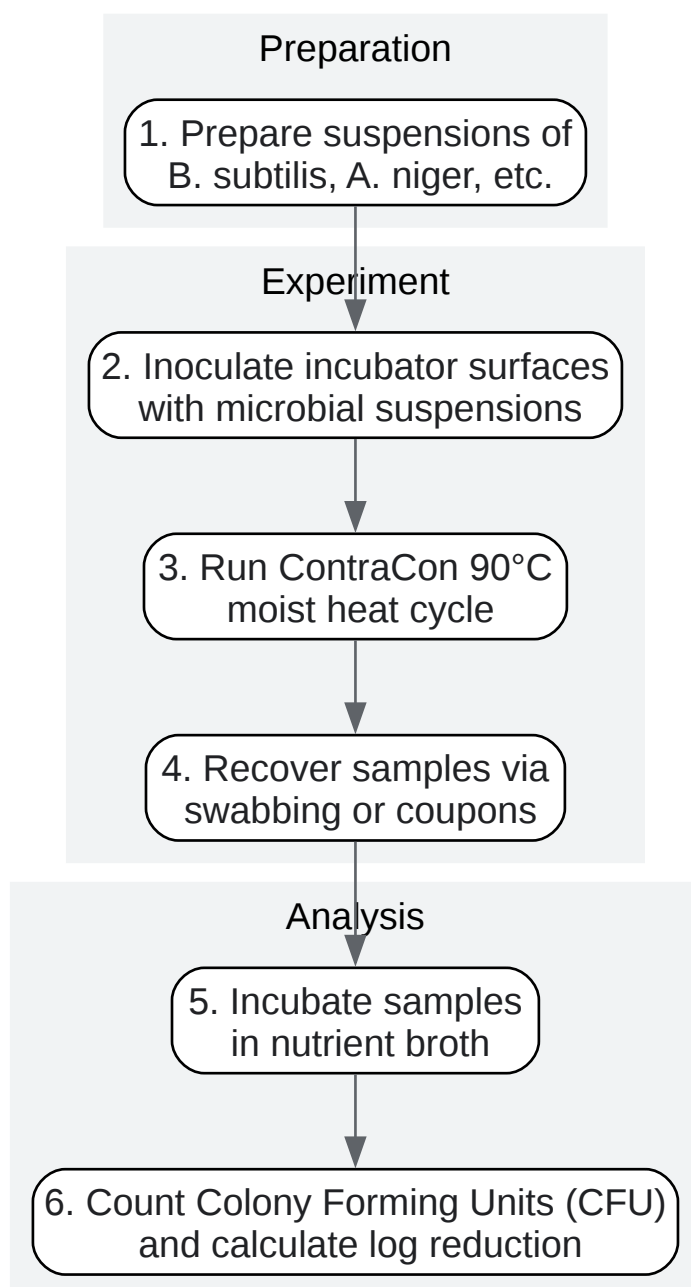 Preparation
1. Prepare suspensions of
B. subtilis, A. niger, etc.
Experiment
2. Inoculate incubator surfaces
with microbial suspensions
3. Run ContraCon 90°C
moist heat cycle
4. Recover samples via
swabbing or coupons
Analysis
5. Incubate samples
in nutrient broth
6. Count Colony Forming Units (CFU)
and calculate log reduction